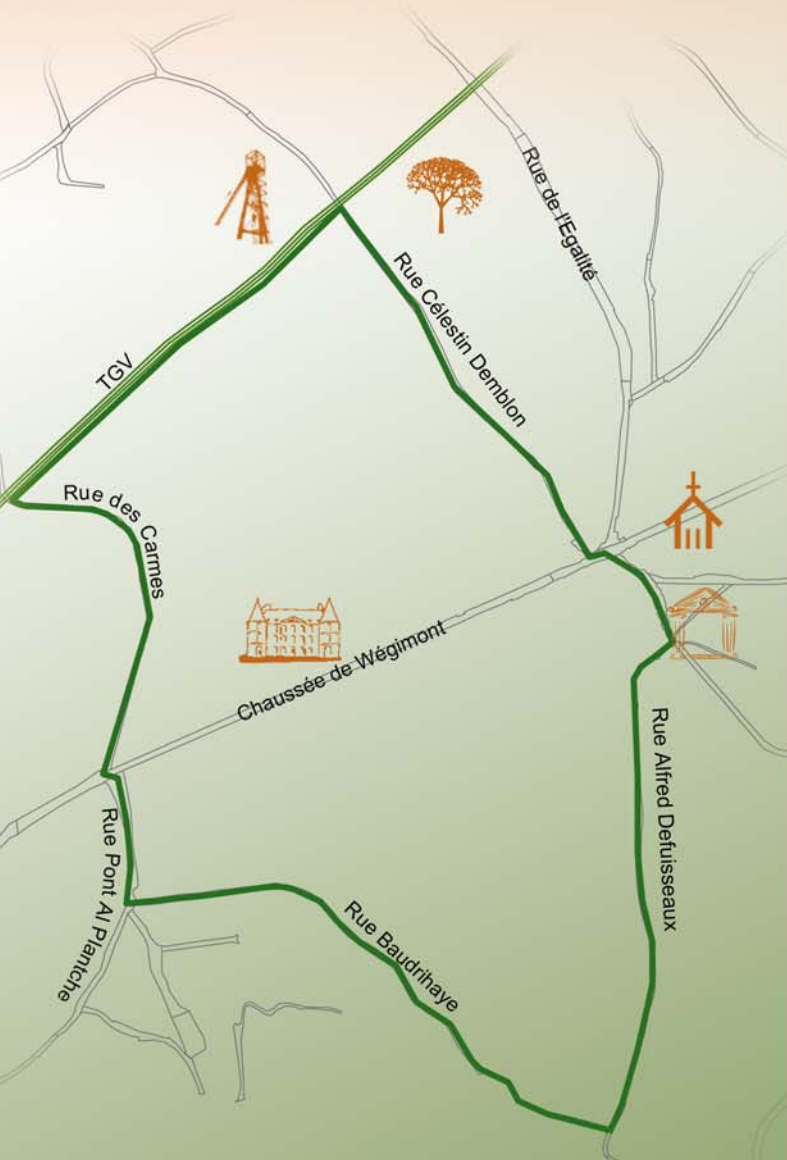 Rue de l'Egalité
Rue Célestin Demblon
TGV
Rue des Carmes
Chaussée de Wégimont
Rue Alfred Defuisseaux
Rue Pont Al Plantche
Rue Baudrihaye